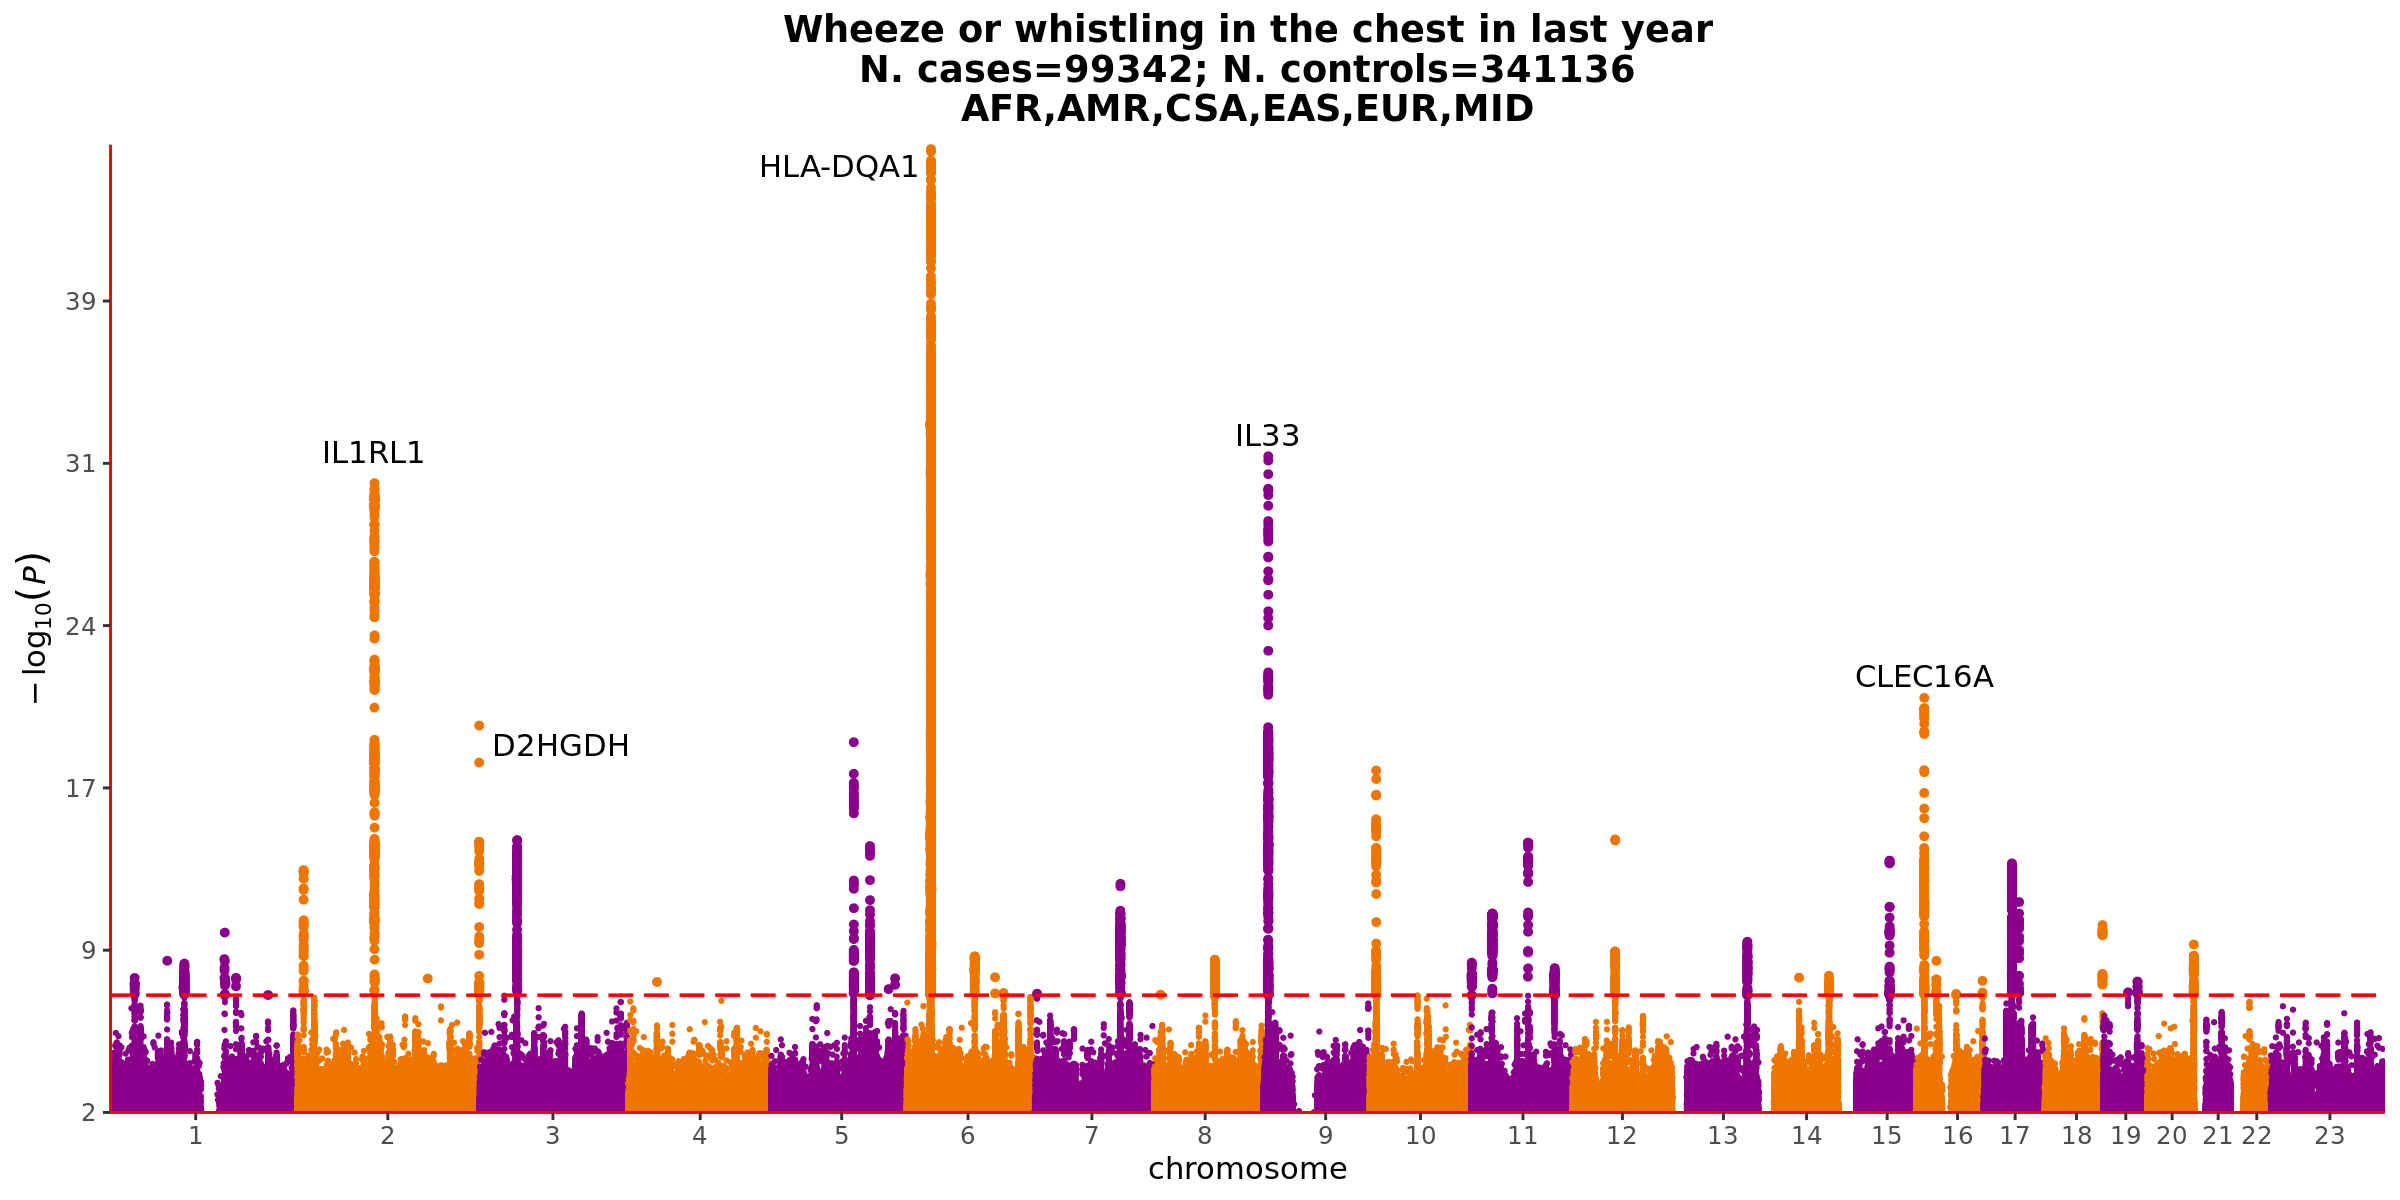 Wheeze or whistling in the chest in last year
N. cases=99342; N. controls=341136
AFR,AMR,CSA,EAS,EUR,MID
HLA-DQA1
39
IL33
IL1RL1
31
−log10(P)
24
CLEC16A
D2HGDH
17
9
2
1 2 3 4 5 6 7 8 9 10 11 12 13 14 15 16 17 18 19 20 21 22 23
chromosome